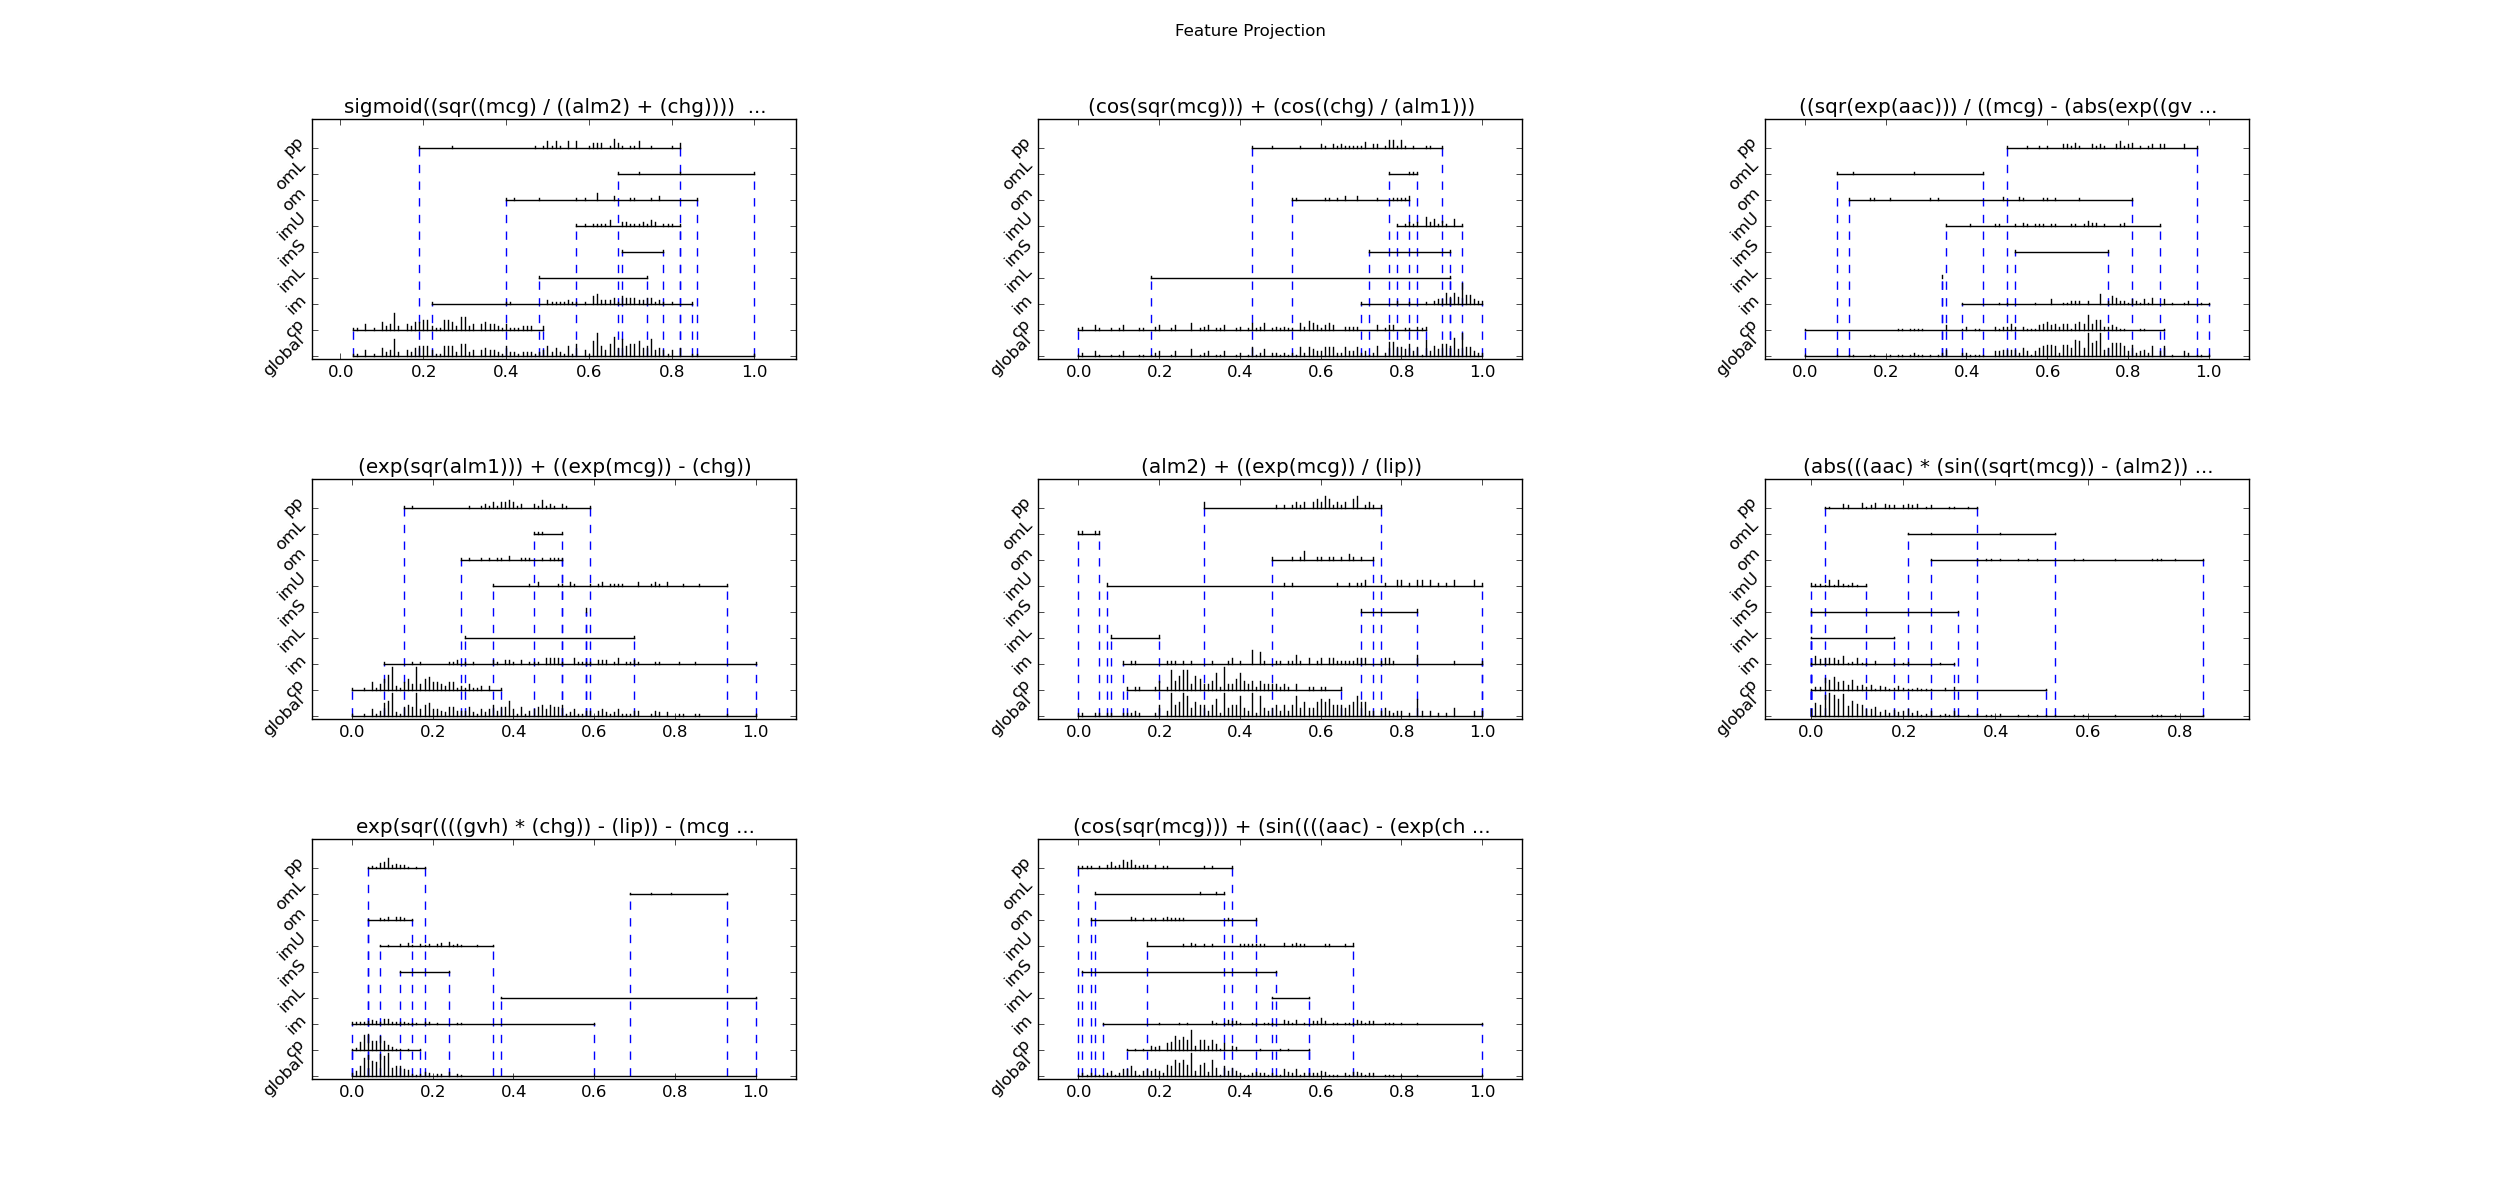 Feature Projection
sigmoid((sqr((mcg) / ((alm2) + (chg)))) ...
pp
omL
om
imU
imS
imL
im
cp
global
0.0 0.2 0.4 0.6 0.8 1.0
(cos(sqr(mcg))) + (cos((chg) / (alm1)))
pp
omL
om
imU
imS
imL
im
cp
global
0.0 0.2 0.4 0.6 0.8 1.0
((sqr(exp(aac))) / ((mcg) - (abs(exp((gv ...
pp
omL
om
imU
imS
imL
im
cp
global
0.0 0.2 0.4 0.6 0.8 1.0
(exp(sqr(alm1))) + ((exp(mcg)) - (chg))
pp
omL
om
imU
imS
imL
im
cp
global
0.0 0.2 0.4 0.6 0.8 1.0
(alm2) + ((exp(mcg)) / (lip))
pp
omL
om
imU
imS
imL
im
cp
global
0.0 0.2 0.4 0.6 0.8 1.0
(abs(((aac) * (sin((sqrt(mcg)) - (alm2)) ...
pp
omL
om
imU
imS
imL
im
cp
global
0.0 0.2 0.4 0.6 0.8
exp(sqr((((gvh) * (chg)) - (lip)) - (mcg ...
pp
omL
om
imU
imS
imL
im
cp
global
0.0 0.2 0.4 0.6 0.8 1.0
(cos(sqr(mcg))) + (sin((((aac) - (exp(ch ...
pp
omL
om
imU
imS
imL
im
cp
global
0.0 0.2 0.4 0.6 0.8 1.0